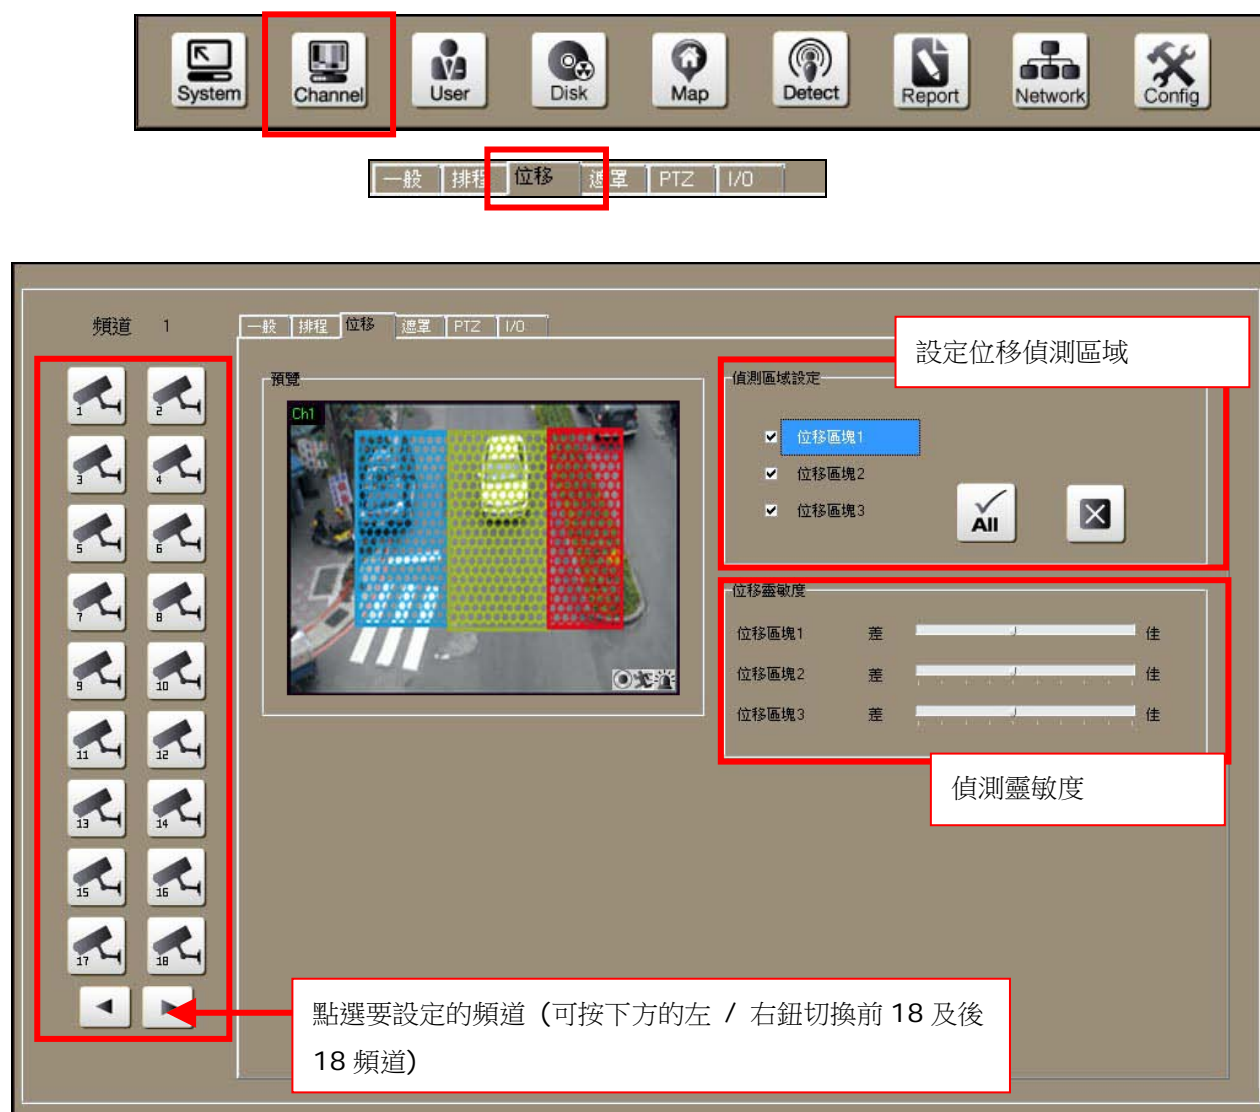 System Channel User Disk Map Detect Report Network Config
一般 排程 位移 遮罩 PTZ I/O
頻道 1
一般 排程 位移 遮罩 PTZ I/O
設定位移偵測區域
1 2
3 4
5 6
7 8
9 10
11 12
13 14
15 16
17 18
預覽
Ch1
偵測區域設定
位移區塊1
位移區塊2
位移區塊3
All
位移靈敏度
位移區塊1 差 佳
位移區塊2 差 佳
位移區塊3 差 佳
偵測靈敏度
點選要設定的頻道 (可按下方的左 / 右鈕切換前 18 及後
18 頻道)